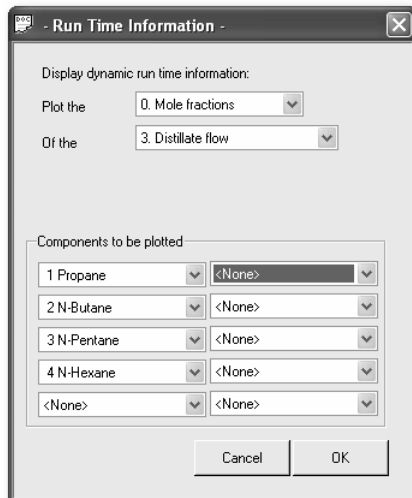 DOC
- Run Time Information -
Display dynamic run time information:
Plot the 0. Mole fractions
Of the 3. Distillate flow
Components to be plotted
1 Propane <None>
2 N-Butane <None>
3 N-Pentane <None>
4 N-Hexane <None>
<None> <None>
Cancel OK